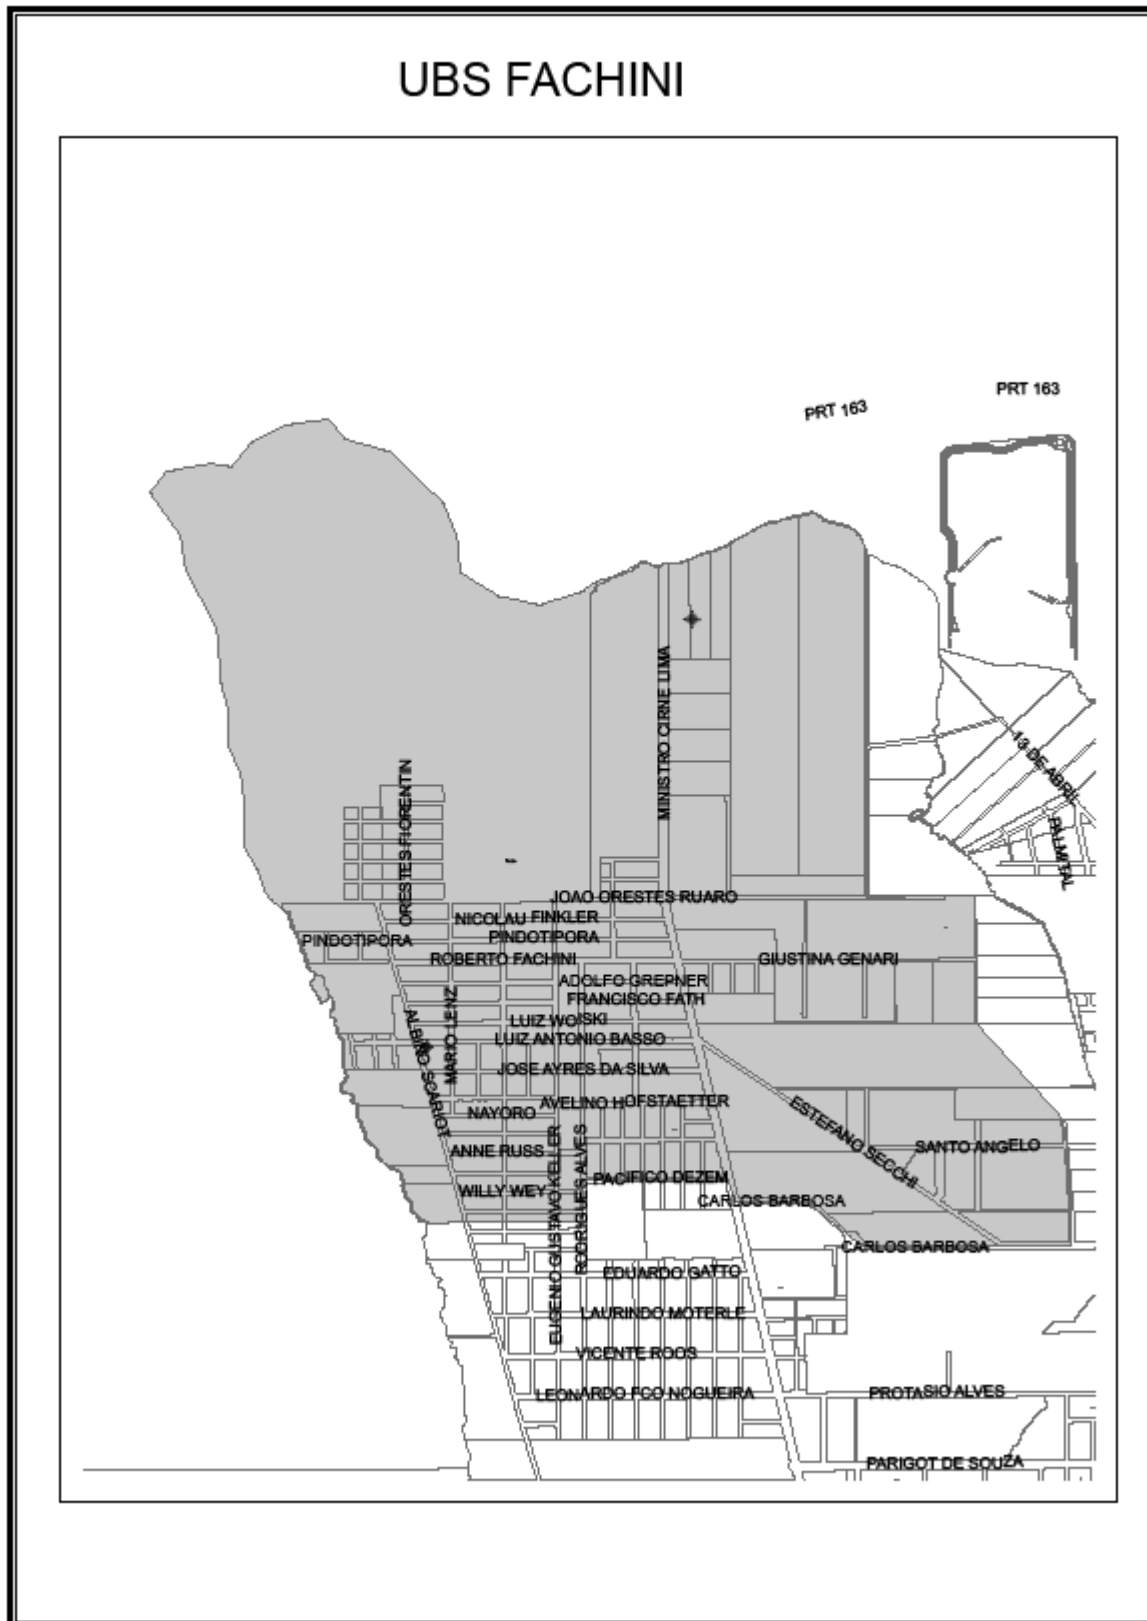 UBS FACHINI
PRT 163
PRT 163
MINISTRO CIRNE LIMA
13 DE ABRIL
ORESTES FIORENTIN
PALMITAL
JOAO ORESTES RUARO
NICOLAU FINKLER
PINDOTIPORA
PINDOTIPORA
ROBERTO FACHINI
GIUSTINA GENARI
ADOLFO GREPNER
FRANCISCO FATH
MARIO LENZ
ALBINO SCARIOT
LUIZ WOISKI
LUIZ ANTONIO BASSO
JOSE AYRES DA SILVA
AVELINO HOFSTAETTER
NAYORO
ESTEFANO SECCHI
SANTO ANGELO
ANNE RUSS
EUGENIO GUSTAVO KELLER
RODRIGUES ALVES
PACIFICO DEZEM
WILLY WEY
CARLOS BARBOSA
CARLOS BARBOSA
EDUARDO GATTO
LAURINDO MOTERLE
VICENTE ROOS
LEONARDO FCO NOGUEIRA
PROTASIO ALVES
PARIGOT DE SOUZA